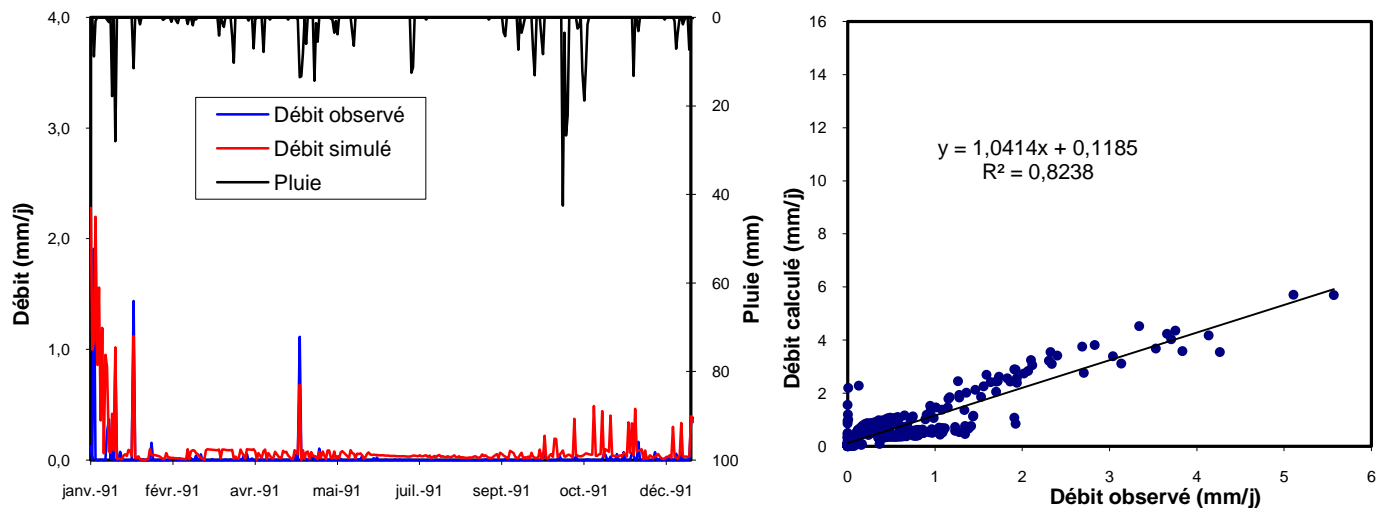 4,0
3,0
2,0
1,0
0,0
Débit (mm/j)
janv.-91
févr.-91
avr.-91
mai-91
juil.-91
sept.-91
oct.-91
déc.-91
0
20
40
60
80
100
Pluie (mm)
Débit observé
Débit simulé
Pluie
16
14
12
10
8
6
4
2
0
Débit calculé (mm/j)
y = 1,0414x + 0,1185
R² = 0,8238
0
1
2
3
4
5
6
Débit observé (mm/j)